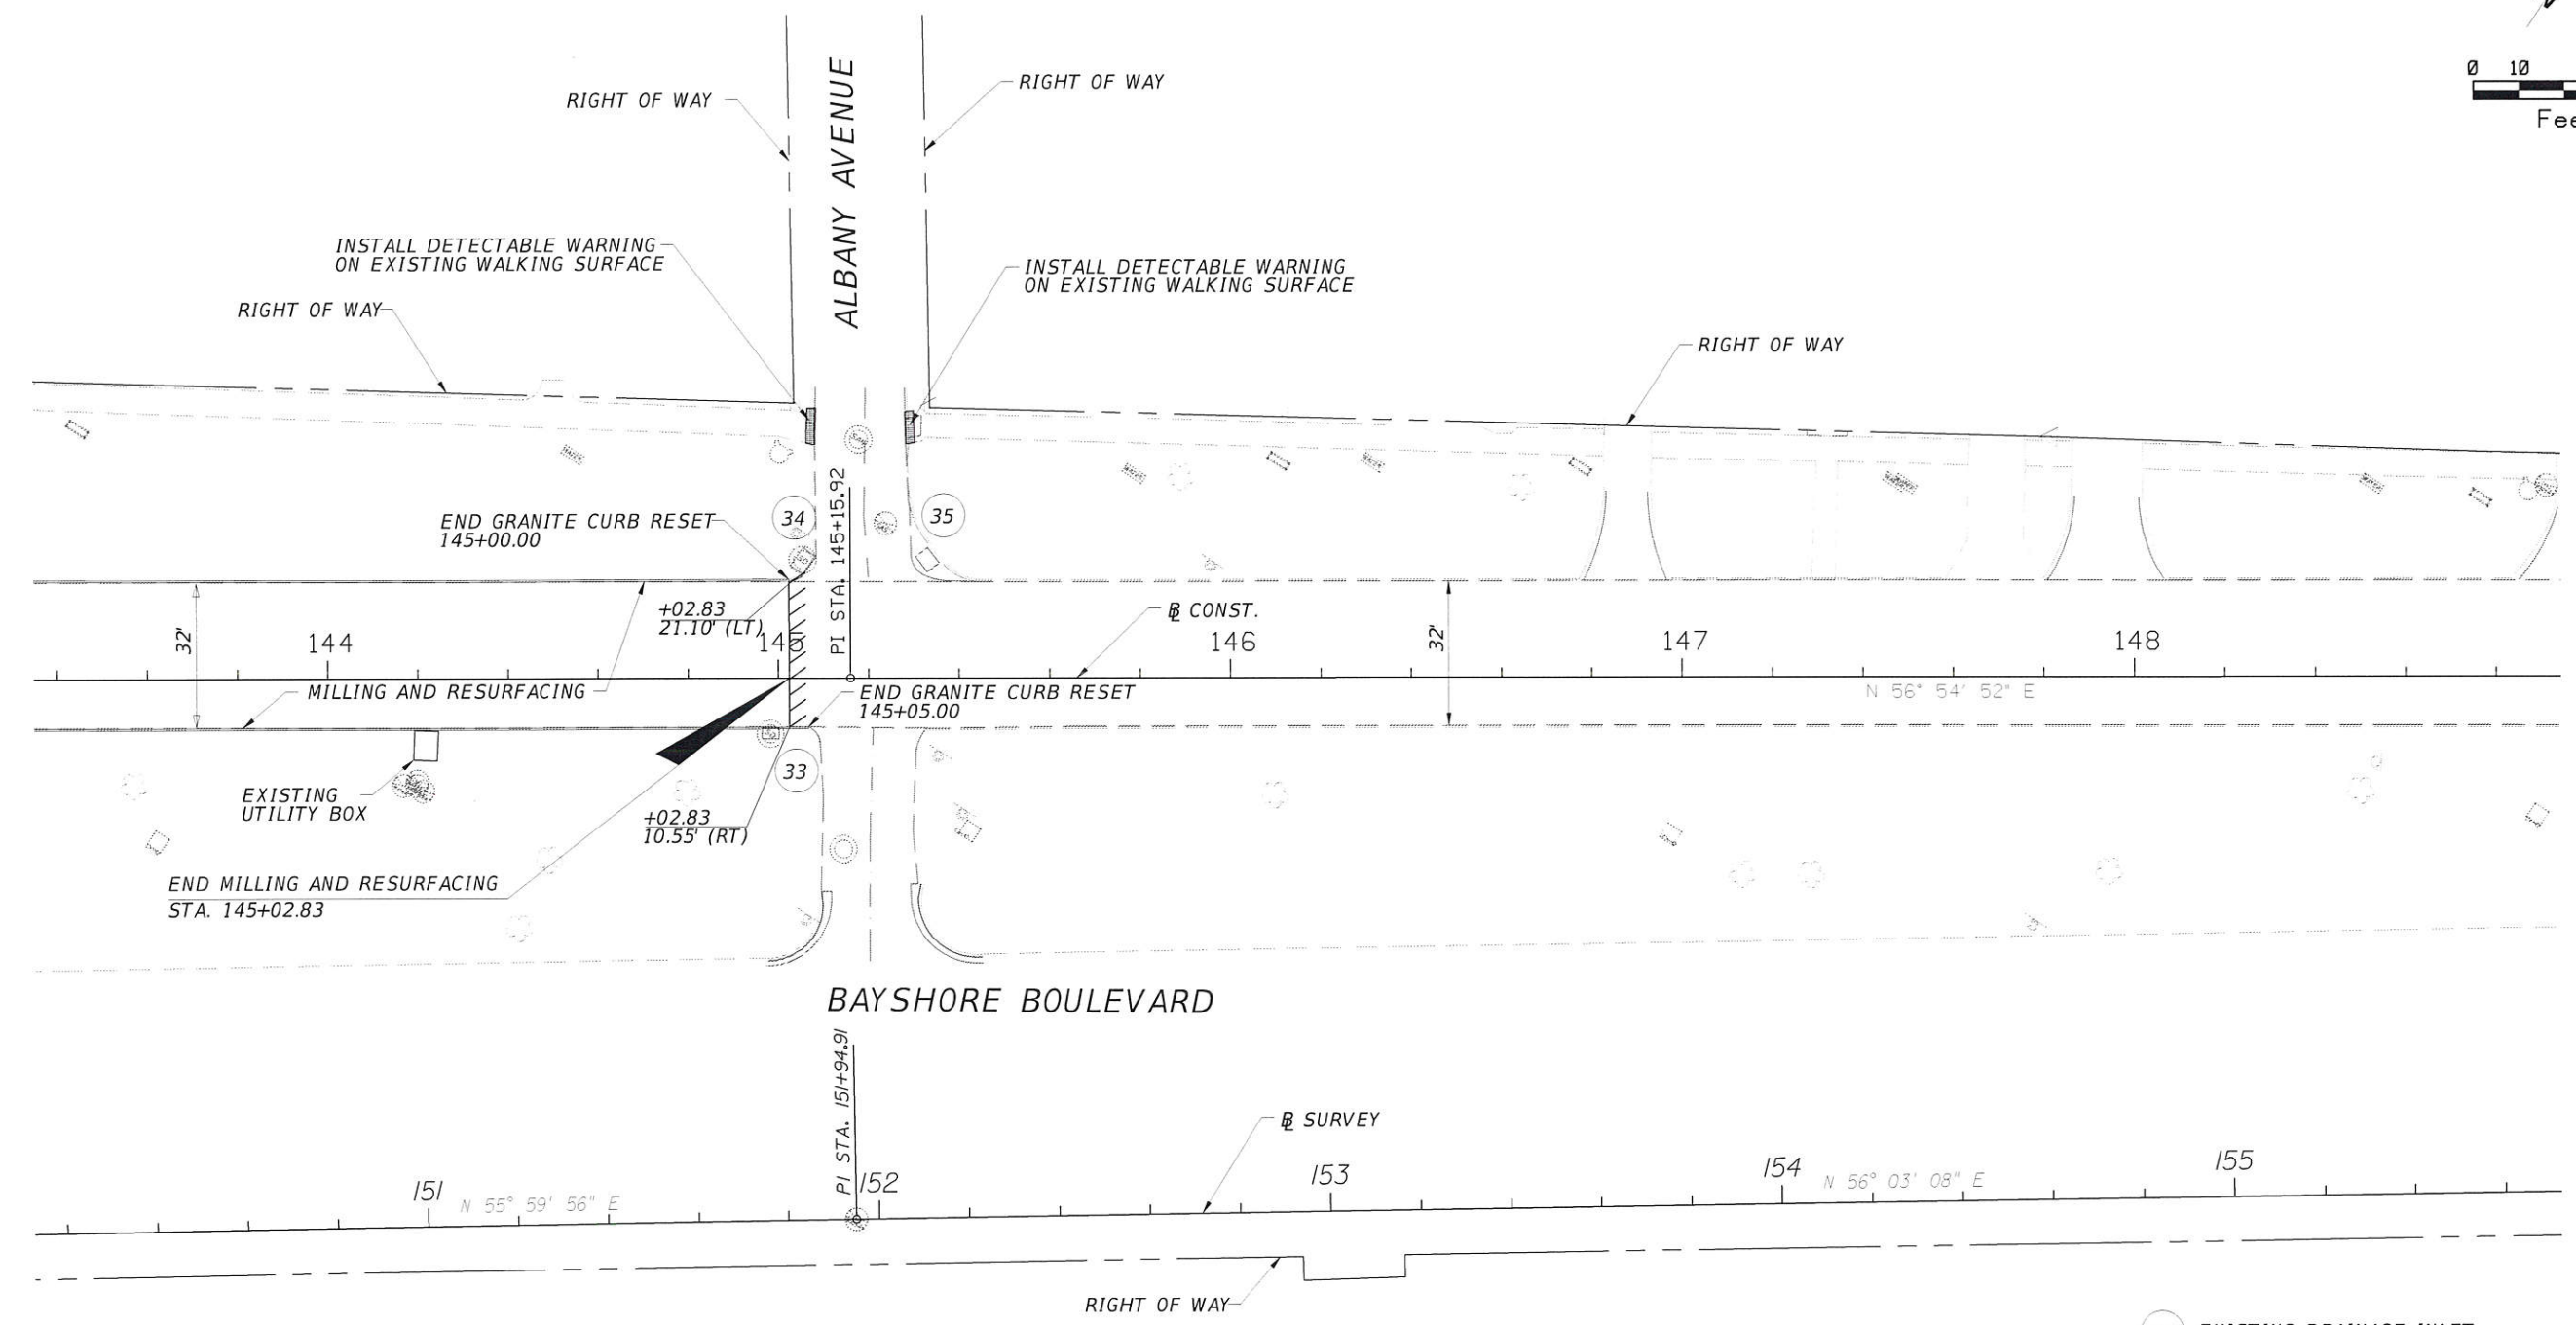 0 10
Fee
RIGHT OF WAY
RIGHT OF WAY
ALBANY AVENUE
INSTALL DETECTABLE WARNING
ON EXISTING WALKING SURFACE
INSTALL DETECTABLE WARNING
ON EXISTING WALKING SURFACE
RIGHT OF WAY
RIGHT OF WAY
34
35
PI STA. 145+15.92
END GRANITE CURB RESET
145+00.00
+02.83
21.10' (LT)
32'
144
145
146
147
148
32'
℄ CONST.
MILLING AND RESURFACING
END GRANITE CURB RESET
145+05.00
N 56° 54' 52" E
33
EXISTING
UTILITY BOX
+02.83
10.55' (RT)
END MILLING AND RESURFACING
STA. 145+02.83
BAYSHORE BOULEVARD
PI STA. 151+94.91
℄ SURVEY
151
N 55° 59' 56" E
152
153
154
N 56° 03' 08" E
155
RIGHT OF WAY
EXISTING DRAINAGE INLET